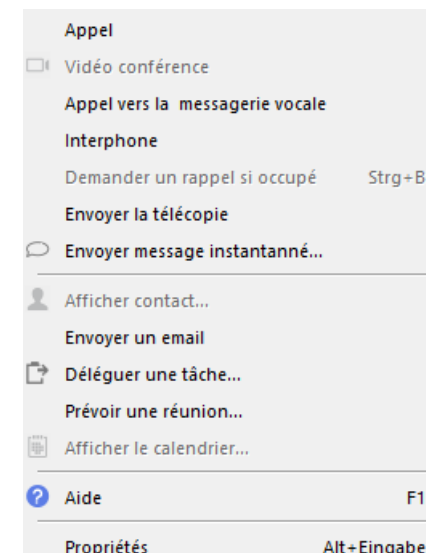 Appel
Vidéo conférence
Appel vers la messagerie vocale
Interphone
Demander un rappel si occupé Strg+B
Envoyer la télécopie
Envoyer message instantanné...
Afficher contact...
Envoyer un email
Déléguer une tâche...
Prévoir une réunion...
Afficher le calendrier...
Aide F1
Propriétés Alt+Eingabe